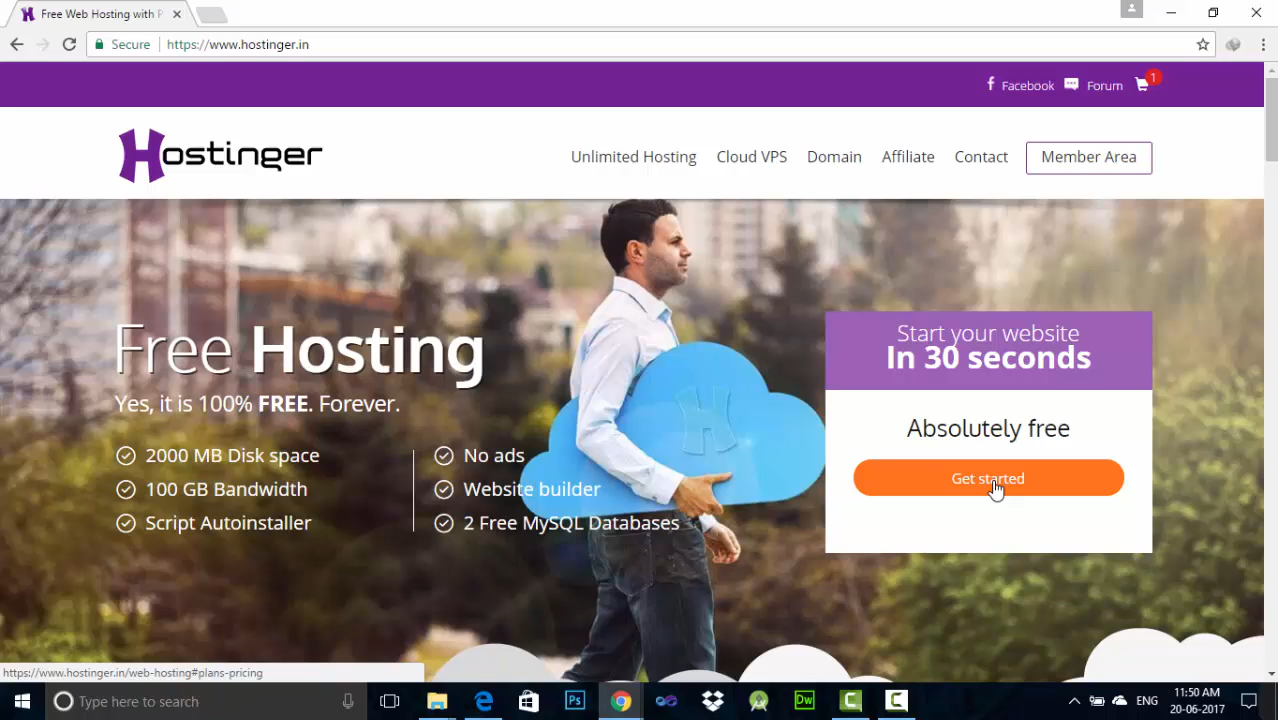 Free Web Hosting with P
Secure
https://www.hostinger.in
Facebook
Forum
1
Hostinger
Unlimited Hosting
Cloud VPS
Domain
Affiliate
Contact
Member Area
Free Hosting
Yes, it is 100% FREE. Forever.
2000 MB Disk space
100 GB Bandwidth
Script Autoinstaller
No ads
Website builder
2 Free MySQL Databases
Start your website
In 30 seconds
Absolutely free
Get started
https://www.hostinger.in/web-hosting#plans-pricing
Type here to search
Ps
Dw
ENG
11:50 AM
20-06-2017